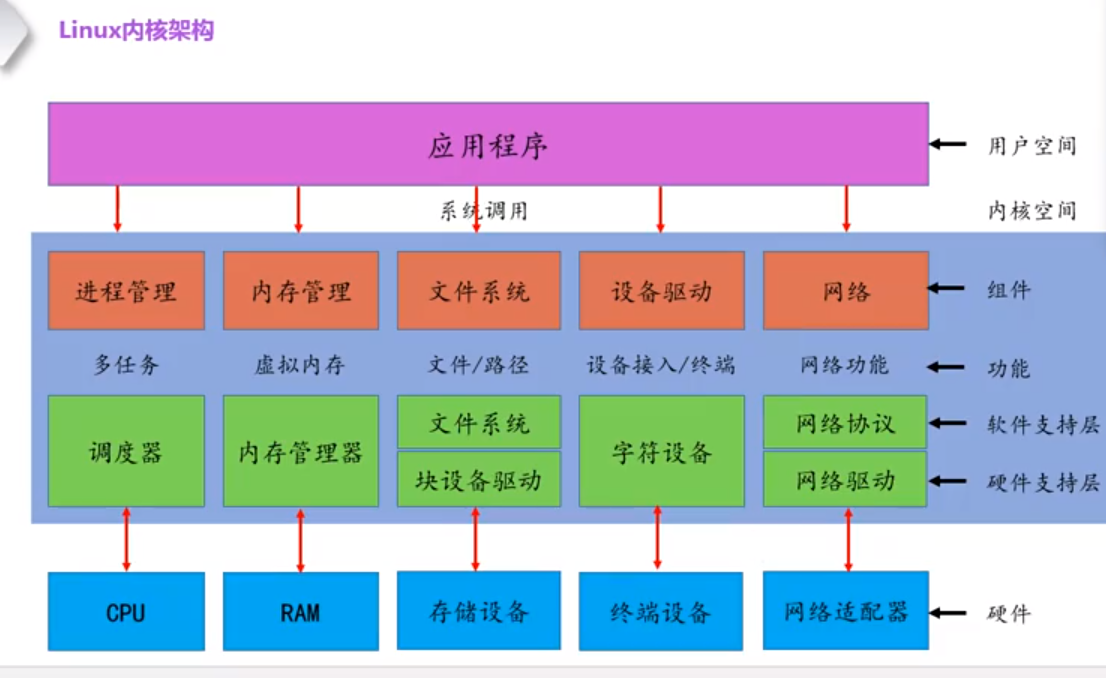 Linux内核架构
应用程序
用户空间
系统调用
内核空间
进程管理 内存管理 文件系统 设备驱动 网络 组件
多任务 虚拟内存 文件/路径 设备接入/终端 网络功能 功能
调度器 内存管理器 文件系统 字符设备 网络协议 软件支持层
块设备驱动 网络驱动 硬件支持层
CPU RAM 存储设备 终端设备 网络适配器 硬件